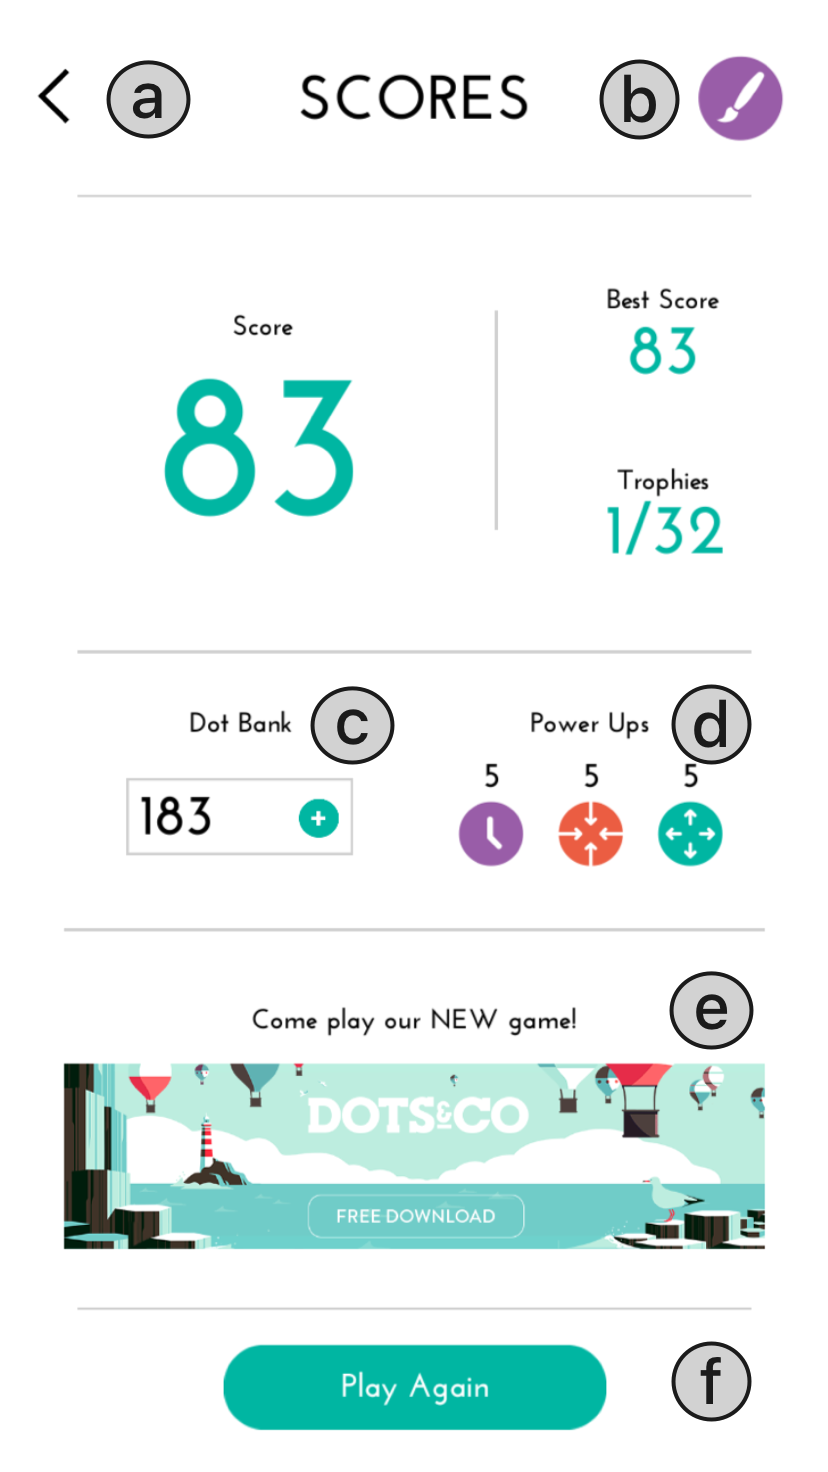 a
SCORES
b
Score
83
Best Score
83
Trophies
1/32
Dot Bank
c
183
+
Power Ups
d
5 5 5
Come play our NEW game!
e
DOTS&CO
FREE DOWNLOAD
Play Again
f